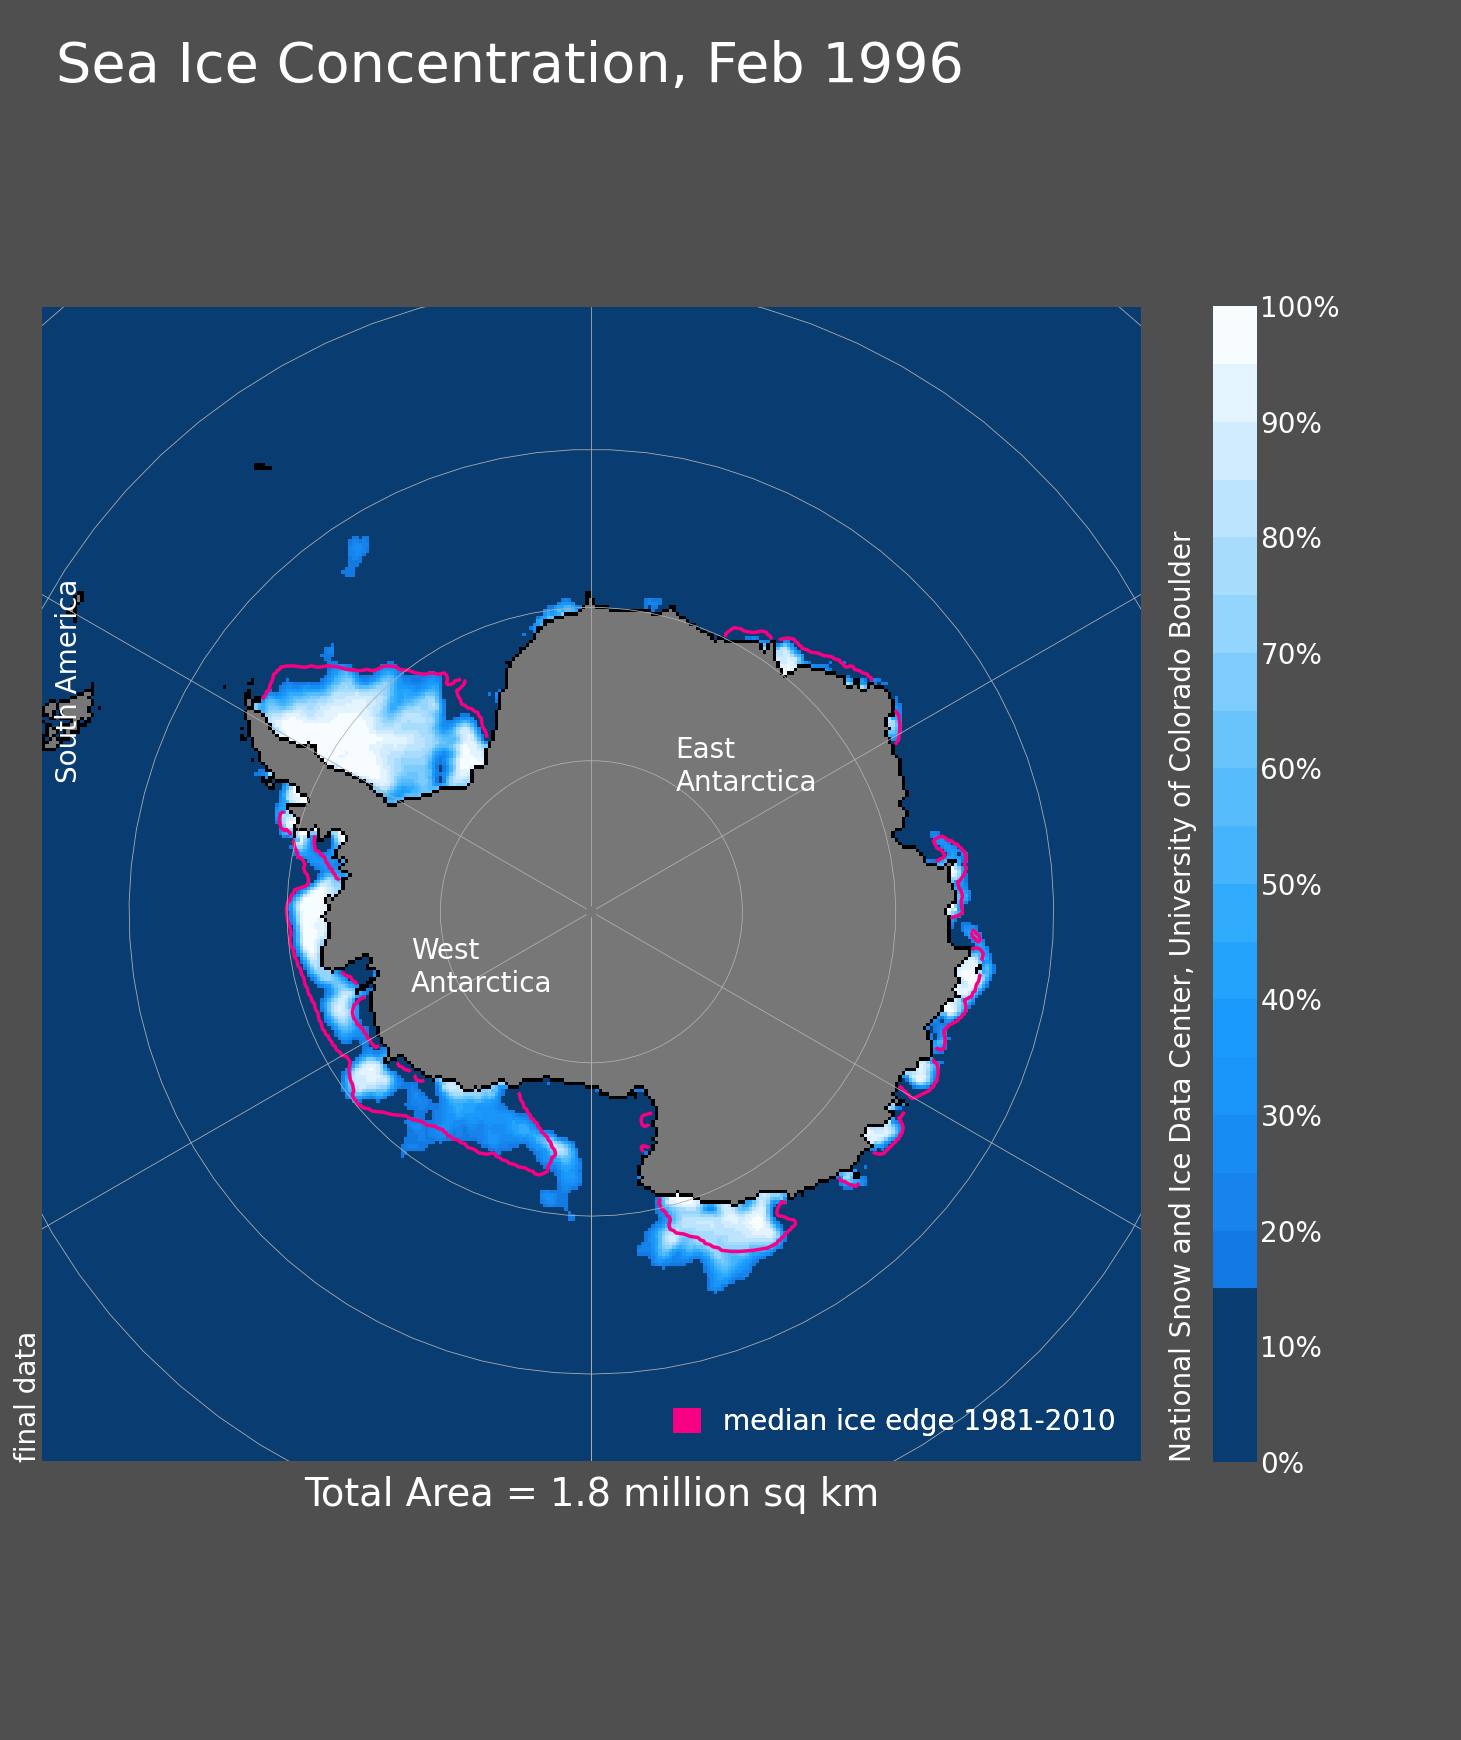 Sea Ice Concentration, Feb 1996
South America
East
Antarctica
West
Antarctica
median ice edge 1981-2010
final data
Total Area = 1.8 million sq km
National Snow and Ice Data Center, University of Colorado Boulder
100%
90%
80%
70%
60%
50%
40%
30%
20%
10%
0%